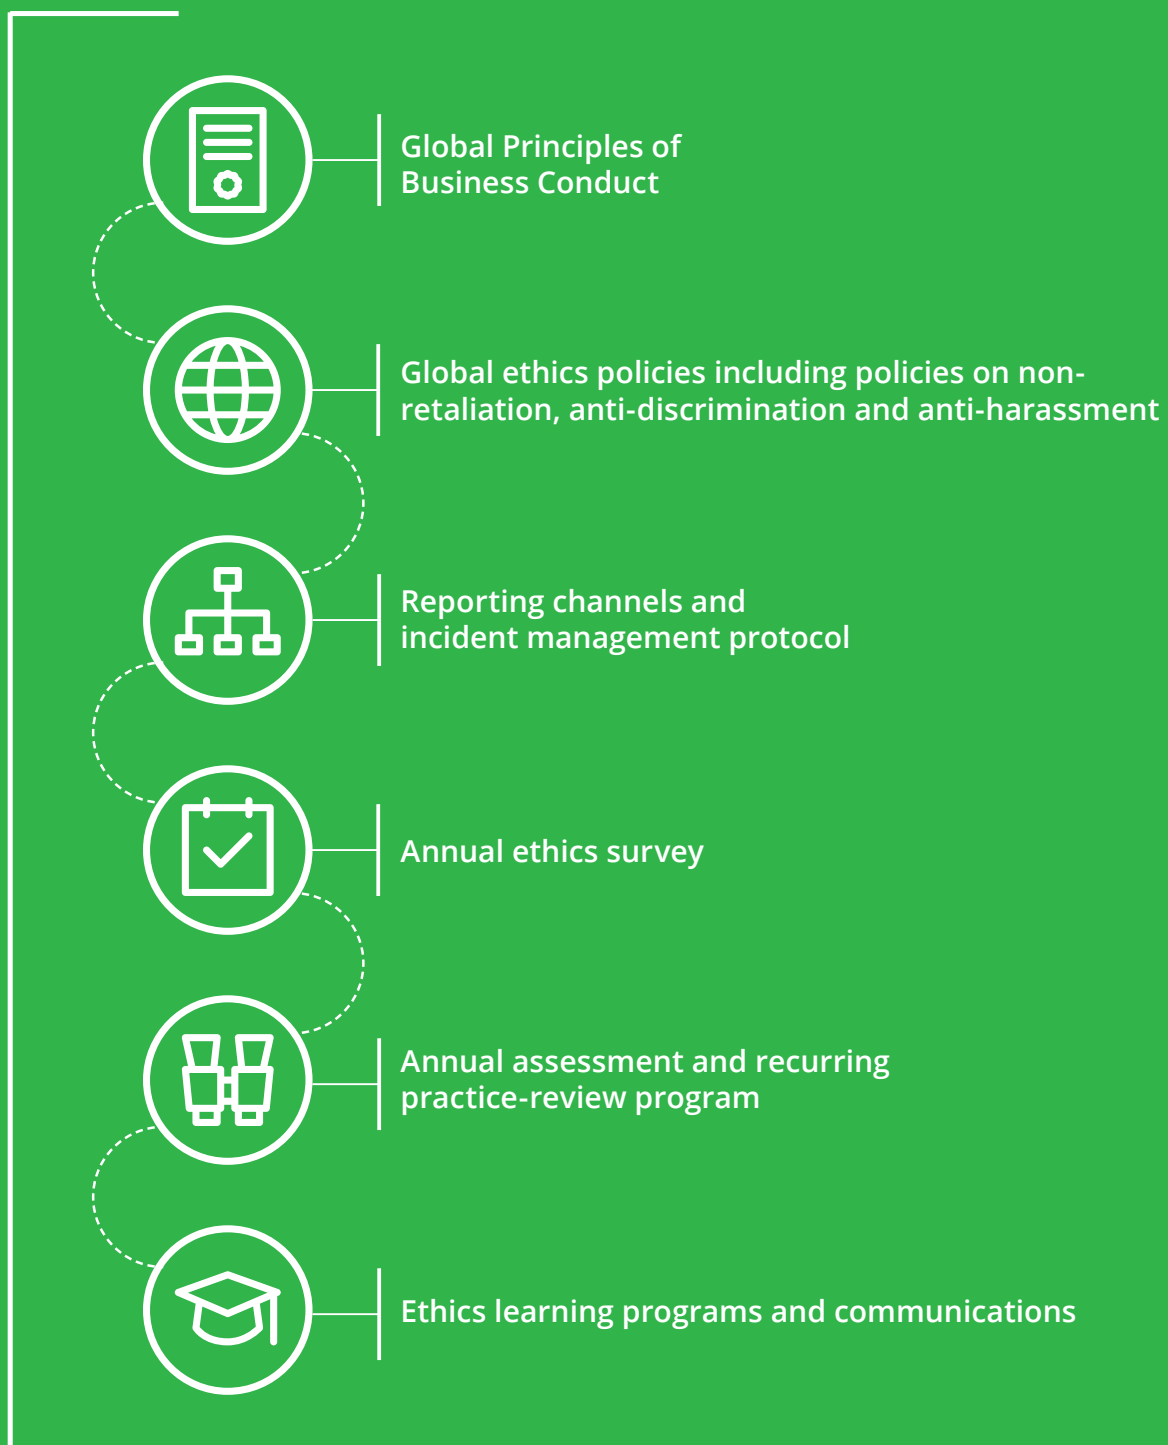 Global Principles of
Business Conduct
Global ethics policies including policies on non-
retaliation, anti-discrimination and anti-harassment
Reporting channels and
incident management protocol
Annual ethics survey
Annual assessment and recurring
practice-review program
Ethics learning programs and communications